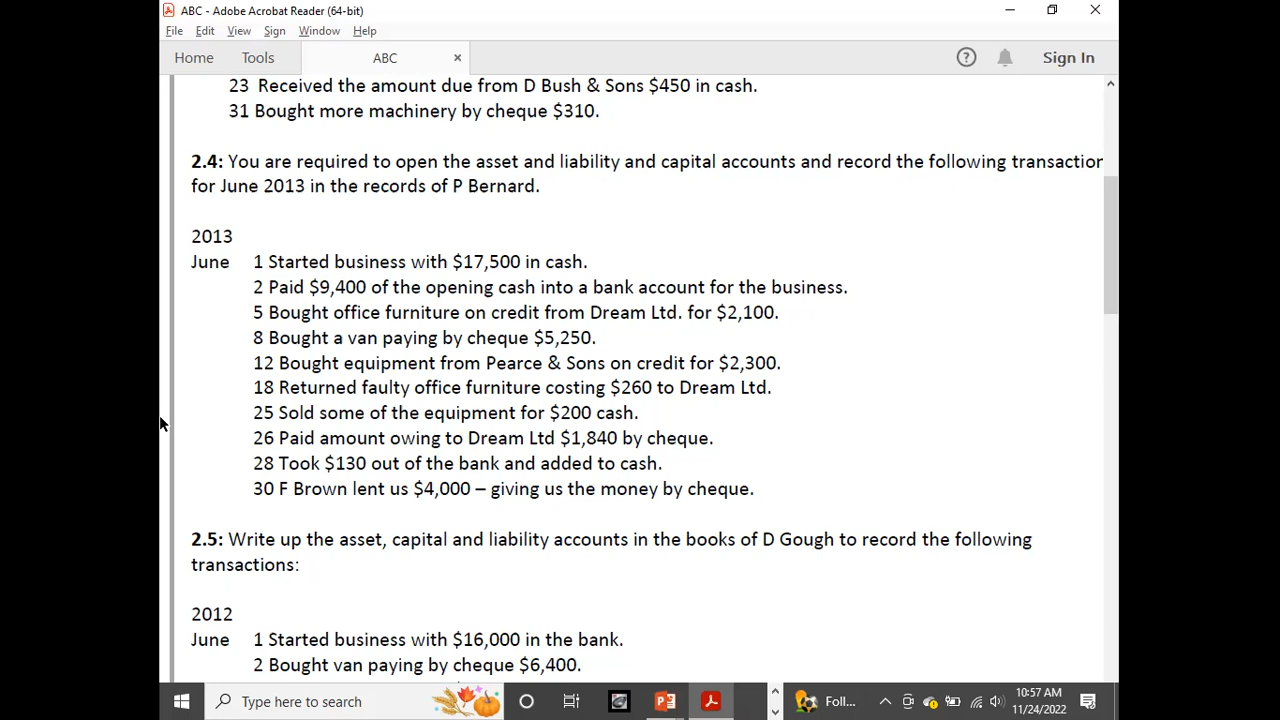 ABC - Adobe Acrobat Reader (64-bit)
File Edit View Sign Window Help
Home Tools ABC × ? Sign In
23 Received the amount due from D Bush & Sons $450 in cash.
31 Bought more machinery by cheque $310.
2.4: You are required to open the asset and liability and capital accounts and record the following transaction
for June 2013 in the records of P Bernard.
2013
June 1 Started business with $17,500 in cash.
2 Paid $9,400 of the opening cash into a bank account for the business.
5 Bought office furniture on credit from Dream Ltd. for $2,100.
8 Bought a van paying by cheque $5,250.
12 Bought equipment from Pearce & Sons on credit for $2,300.
18 Returned faulty office furniture costing $260 to Dream Ltd.
25 Sold some of the equipment for $200 cash.
26 Paid amount owing to Dream Ltd $1,840 by cheque.
28 Took $130 out of the bank and added to cash.
30 F Brown lent us $4,000 – giving us the money by cheque.
2.5: Write up the asset, capital and liability accounts in the books of D Gough to record the following
transactions:
2012
June 1 Started business with $16,000 in the bank.
2 Bought van paying by cheque $6,400.
Type here to search Foll... 10:57 AM
11/24/2022